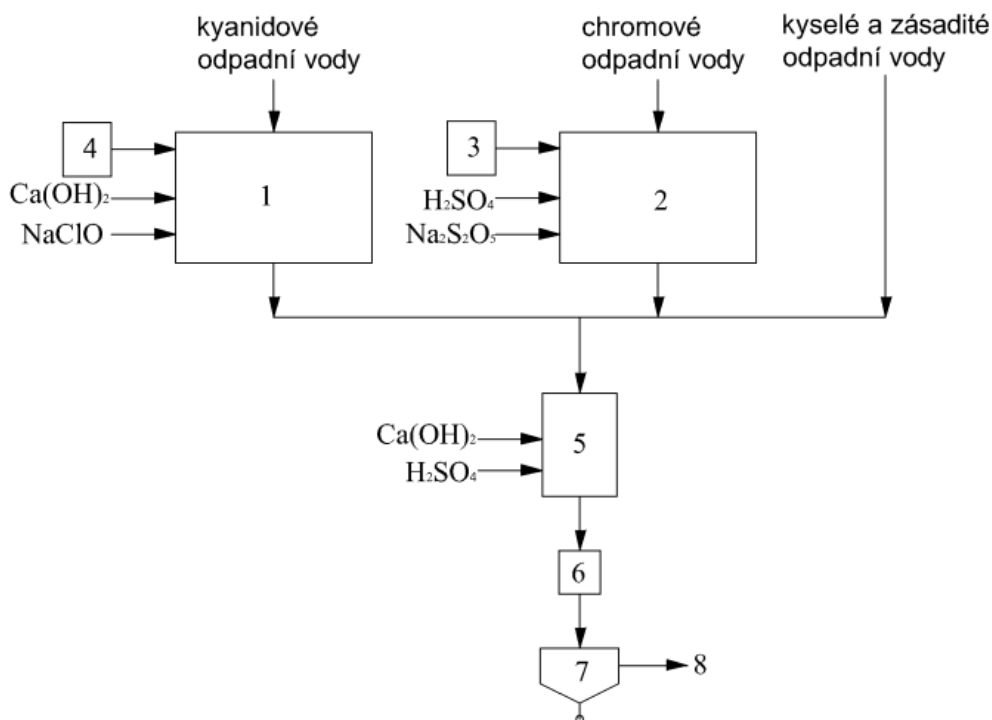 kyanidové
odpadní vody
chromové
odpadní vody
kyselé a zásadité
odpadní vody
4
Ca(OH)₂
NaClO
1
3
H₂SO₄
Na₂S₂O₅
2
Ca(OH)₂
H₂SO₄
5
6
7
8